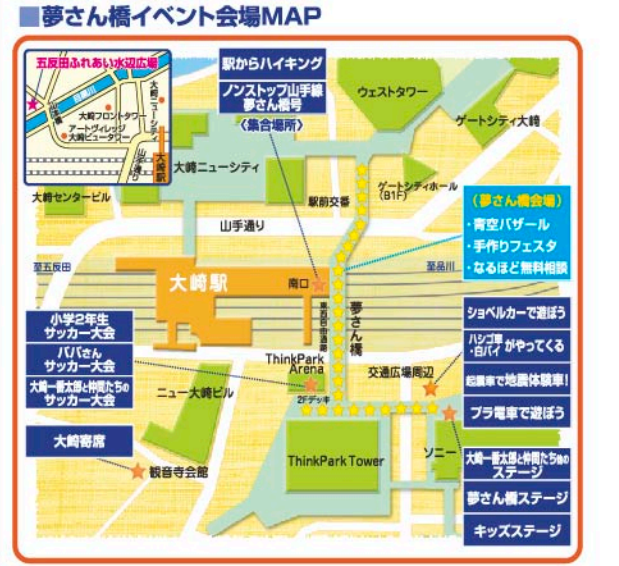 ■夢さん橋イベント会場MAP
五反田ふれあい水辺広場
目黒川
大崎ニューシティ
大崎フロントタワー
アートヴィレッジ
大崎ビュータワー
山手通り
大崎駅
駅からハイキング
ノンストップ山手線
夢さん橋号
〈集合場所〉
ウェストタワー
ゲートシティ大崎
大崎ニューシティ
大崎センタービル
駅前交番
ゲートシティホール
(B1F)
山手通り
(夢さん橋会場)
・青空バザール
・手作りフェスタ
・なるほど無料相談
至五反田
大崎駅
南口
至品川
夢さん橋
東西自由通路
小学2年生
サッカー大会
パパさん
サッカー大会
大崎一番太郎と仲間たちの
サッカー大会
大崎寄席
ThinkPark
Arena
ニュー大崎ビル
2Fデッキ
交通広場周辺
ThinkPark Tower
ソニー
観音寺会館
ショベルカーで遊ぼう
ハシゴ車
・白バイ がやってくる
起震車で地震体験車!
プラ電車で遊ぼう
大崎一番太郎と仲間たち他の
ステージ
夢さん橋ステージ
キッズステージ